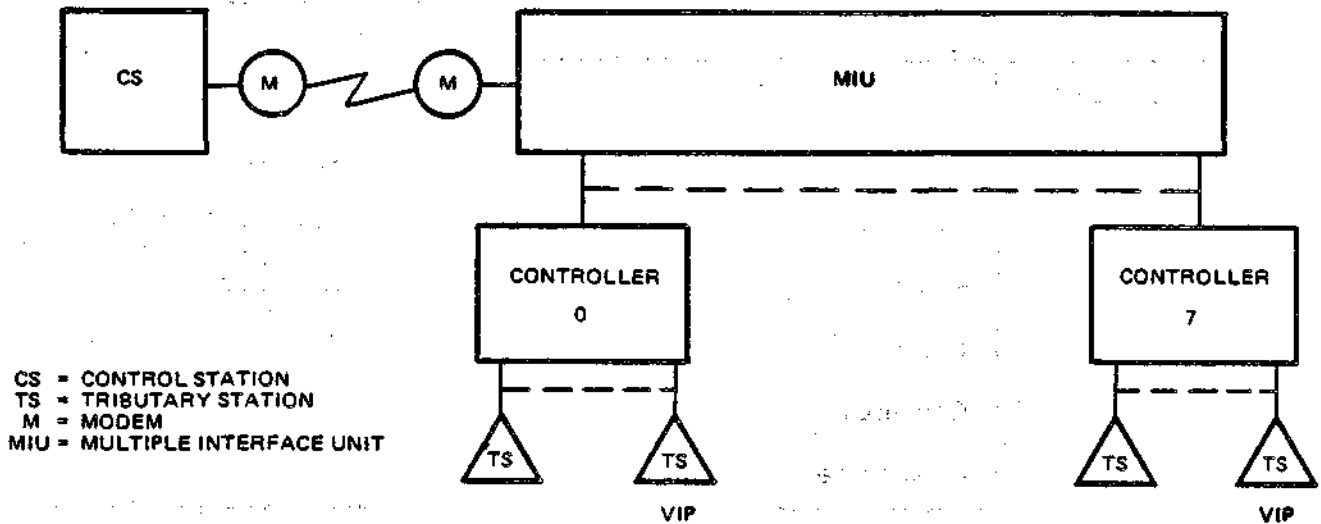 CS
M
M
MIU
CONTROLLER
0
CONTROLLER
7
CS = CONTROL STATION
TS = TRIBUTARY STATION
M = MODEM
MIU = MULTIPLE INTERFACE UNIT
TS
TS
TS
TS
VIP
VIP